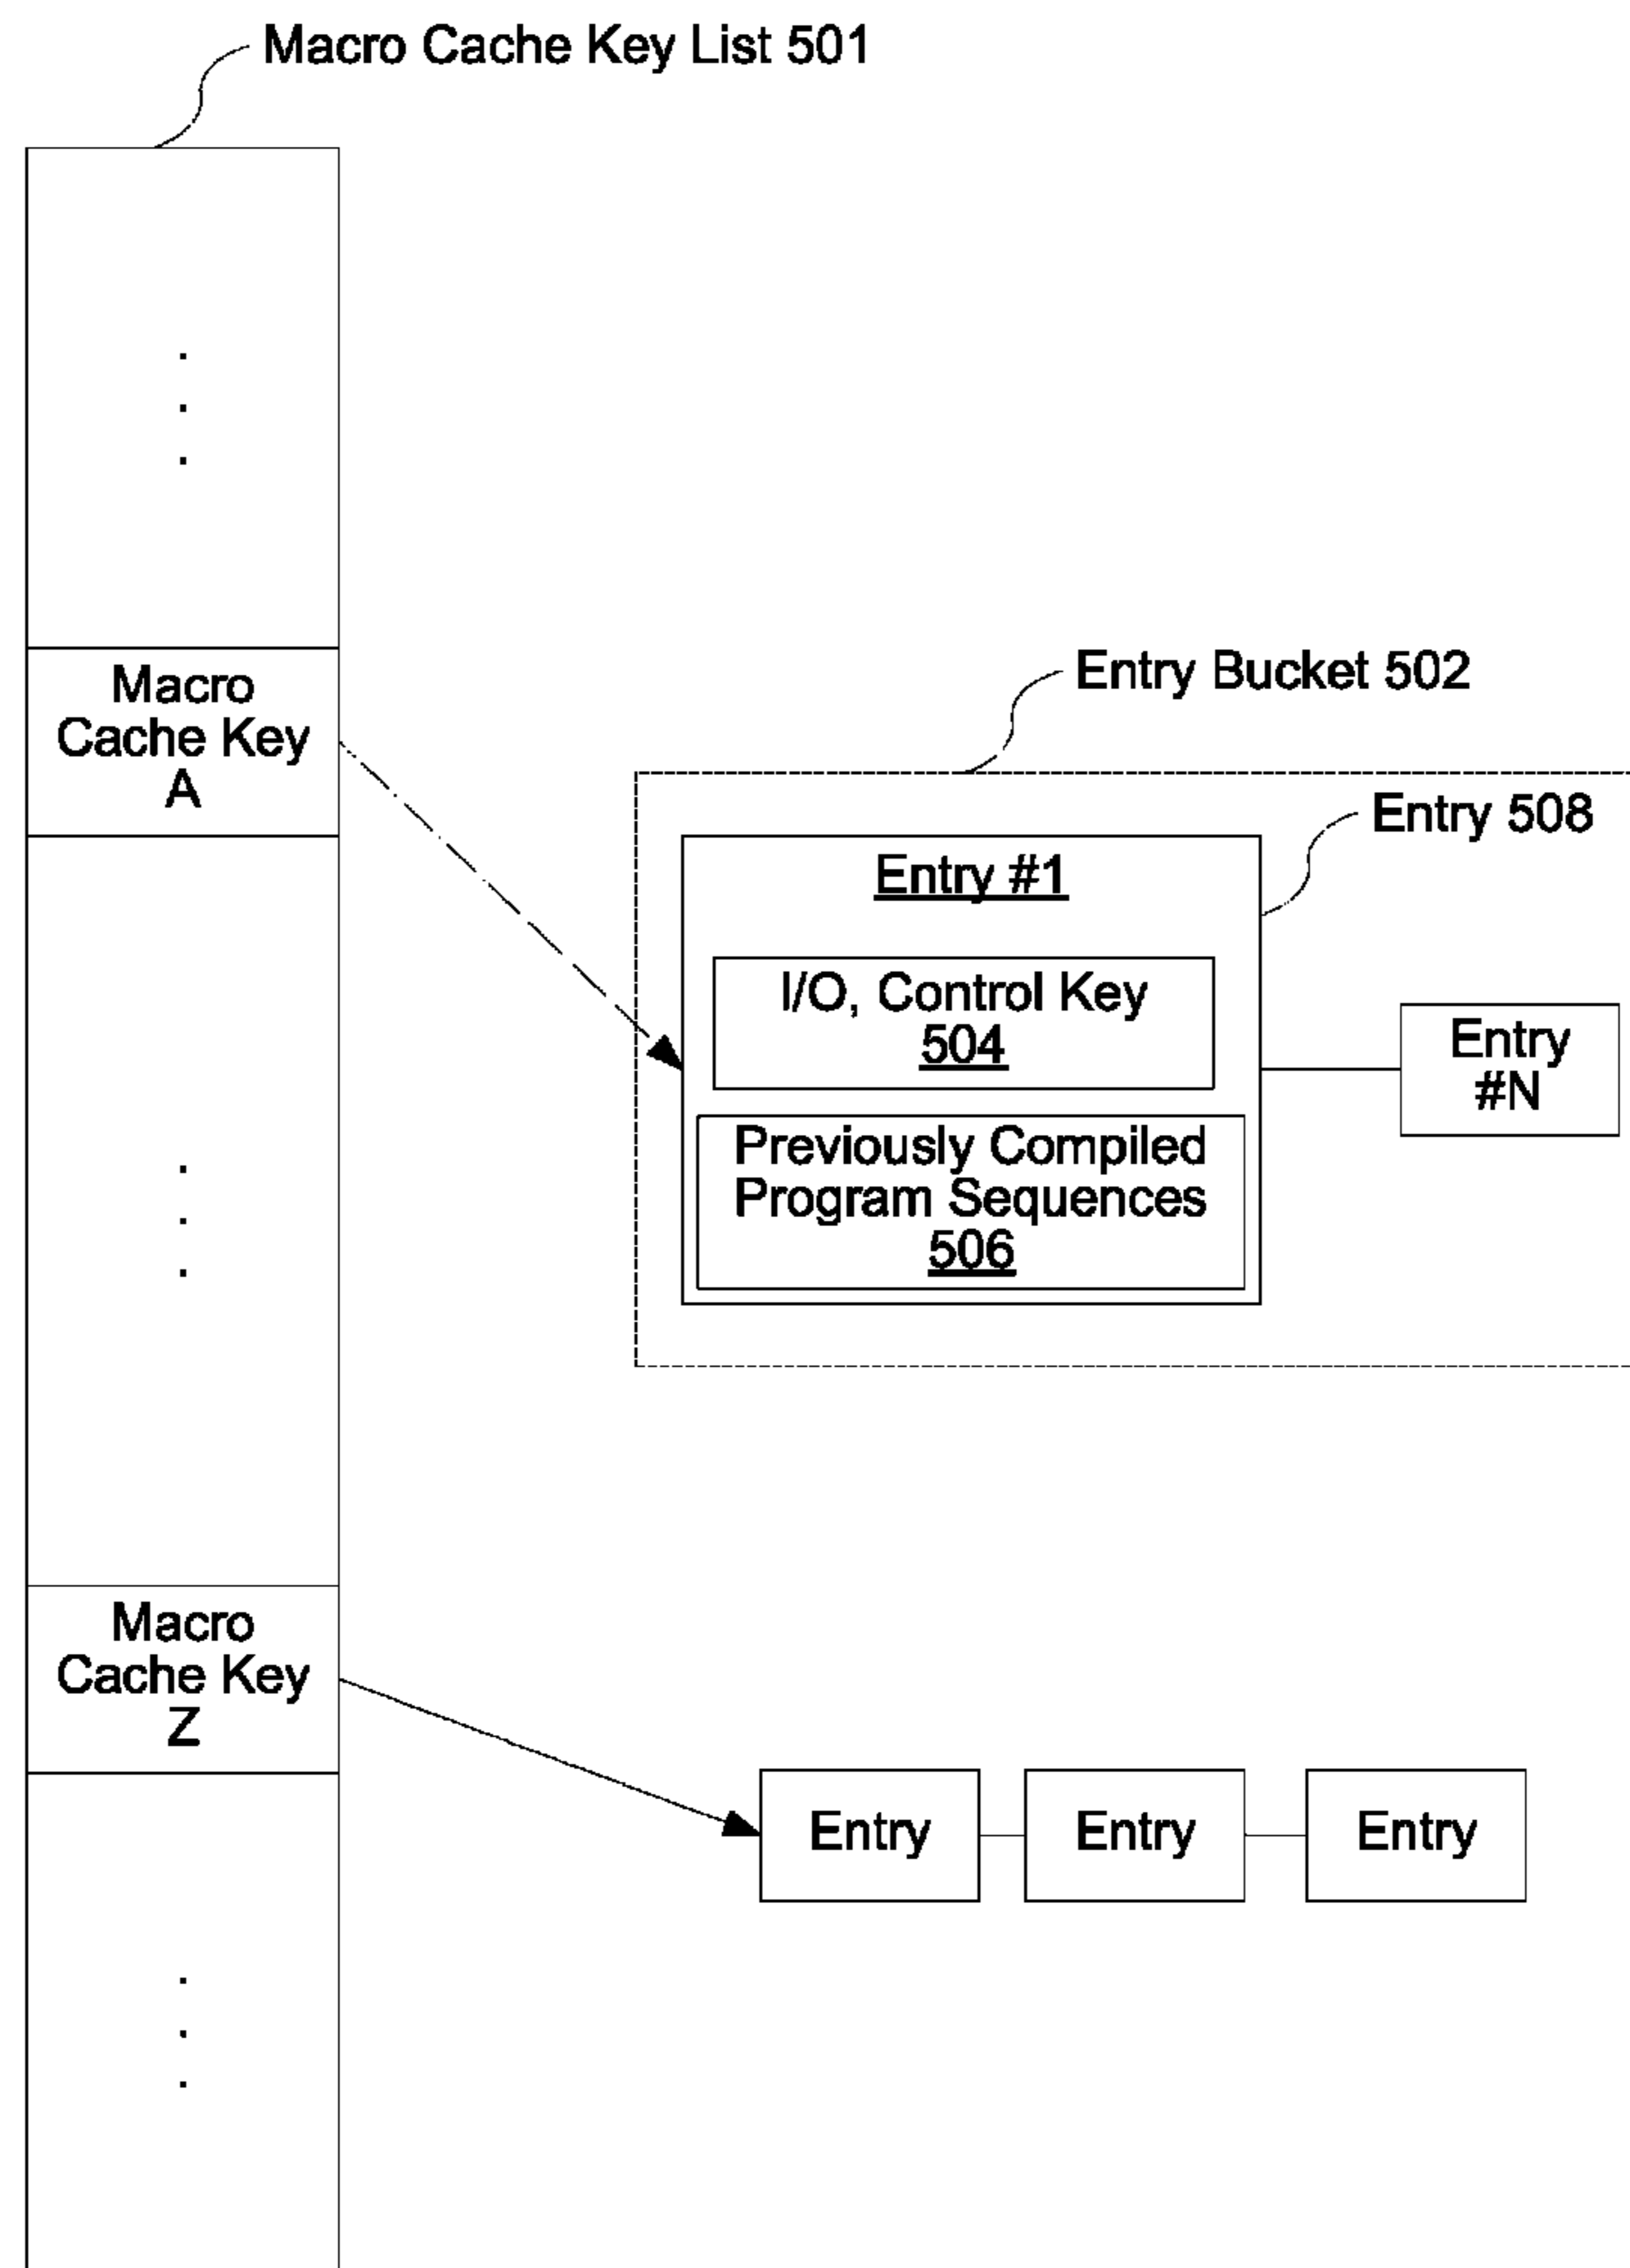 Macro Cache Key List 501
Macro
Cache Key
A
Entry Bucket 502
Entry 508
Entry #1
I/O, Control Key
504
Entry
#N
Previously Compiled
Program Sequences
506
Macro
Cache Key
Z
Entry
Entry
Entry